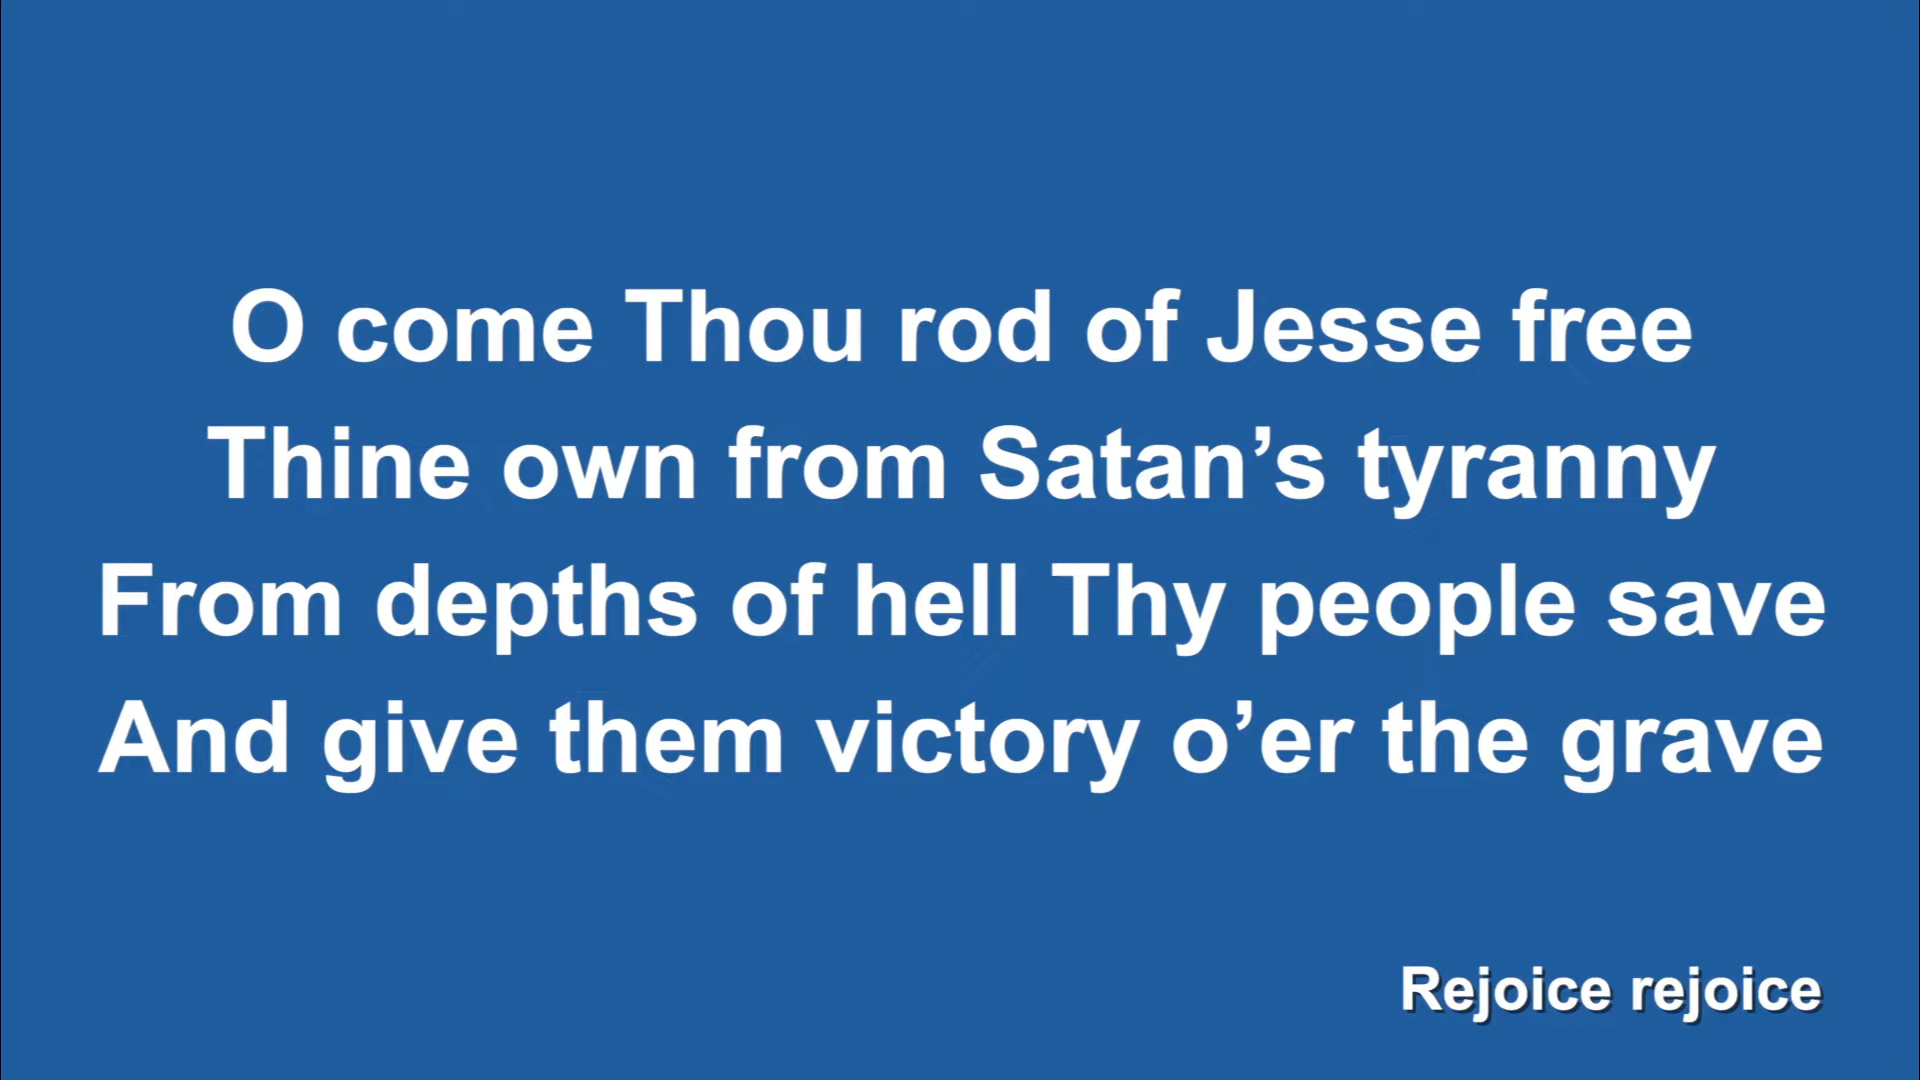 O come Thou rod of Jesse free
Thine own from Satan’s tyranny
From depths of hell Thy people save
And give them victory o’er the grave
Rejoice rejoice